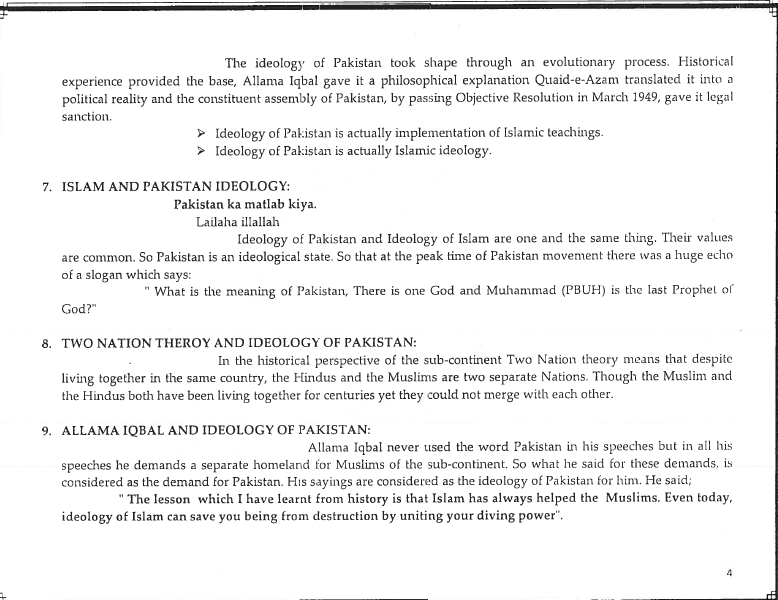 The ideology of Pakistan took shape through an evolutionary process. Historical
experience provided the base, Allama Iqbal gave it a philosophical explanation Quaid-e-Azam translated it into a
political reality and the constituent assembly of Pakistan, by passing Objective Resolution in March 1949, gave it legal
sanction.
➢ Ideology of Pakistan is actually implementation of Islamic teachings.
➢ Ideology of Pakistan is actually Islamic ideology.
7. ISLAM AND PAKISTAN IDEOLOGY:
Pakistan ka matlab kiya.
Lailaha illallah
Ideology of Pakistan and Ideology of Islam are one and the same thing. Their values
are common. So Pakistan is an ideological state. So that at the peak time of Pakistan movement there was a huge echo
of a slogan which says:
" What is the meaning of Pakistan, There is one God and Muhammad (PBUH) is the last Prophet of
God?"
8. TWO NATION THEROY AND IDEOLOGY OF PAKISTAN:
In the historical perspective of the sub-continent Two Nation theory means that despite
living together in the same country, the Hindus and the Muslims are two separate Nations. Though the Muslim and
the Hindus both have been living together for centuries yet they could not merge with each other.
9. ALLAMA IQBAL AND IDEOLOGY OF PAKISTAN:
Allama Iqbal never used the word Pakistan in his speeches but in all his
speeches he demands a separate homeland for Muslims of the sub-continent. So what he said for these demands, is
considered as the demand for Pakistan. His sayings are considered as the ideology of Pakistan for him. He said;
" The lesson which I have learnt from history is that Islam has always helped the Muslims. Even today,
ideology of Islam can save you being from destruction by uniting your diving power".
4